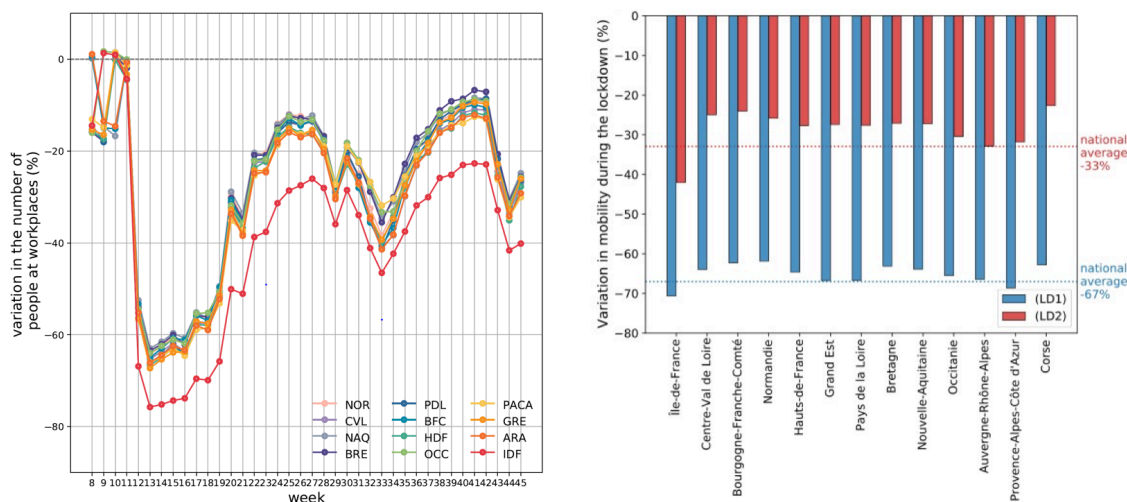 variation in the number of
people at workplaces (%)
0
−20
−40
−60
−80
8 9 10 11 12 13 14 15 16 17 18 19 20 21 22 23 24 25 26 27 28 29 30 31 32 33 34 35 36 37 38 39 40 41 42 43 44 45
week
NOR PDL PACA
CVL BFC GRE
NAQ HDF ARA
BRE OCC IDF
Variation in mobility during the lockdown (%)
0
−10
−20
−30
−40
−50
−60
−70
−80
national
average
-33%
national
average
-67%
(LD1)
(LD2)
Île-de-France
Centre-Val de Loire
Bourgogne-Franche-Comté
Normandie
Hauts-de-France
Grand Est
Pays de la Loire
Bretagne
Nouvelle-Aquitaine
Occitanie
Auvergne-Rhône-Alpes
Provence-Alpes-Côte d'Azur
Corse